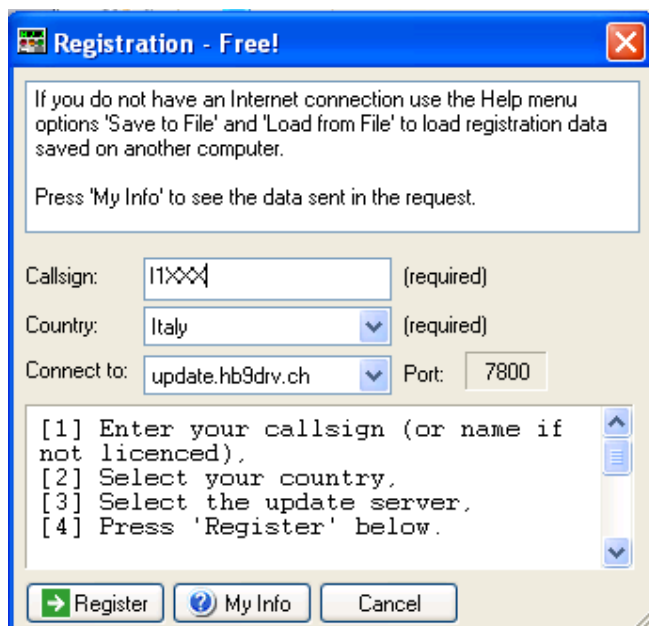 Registration - Free!
If you do not have an Internet connection use the Help menu
options 'Save to File' and 'Load from File' to load registration data
saved on another computer.
Press 'My Info' to see the data sent in the request.
Callsign: I1XXX (required)
Country: Italy (required)
Connect to: update.hb9drv.ch Port: 7800
[1] Enter your callsign (or name if
not licenced),
[2] Select your country,
[3] Select the update server,
[4] Press 'Register' below.
Register My Info Cancel